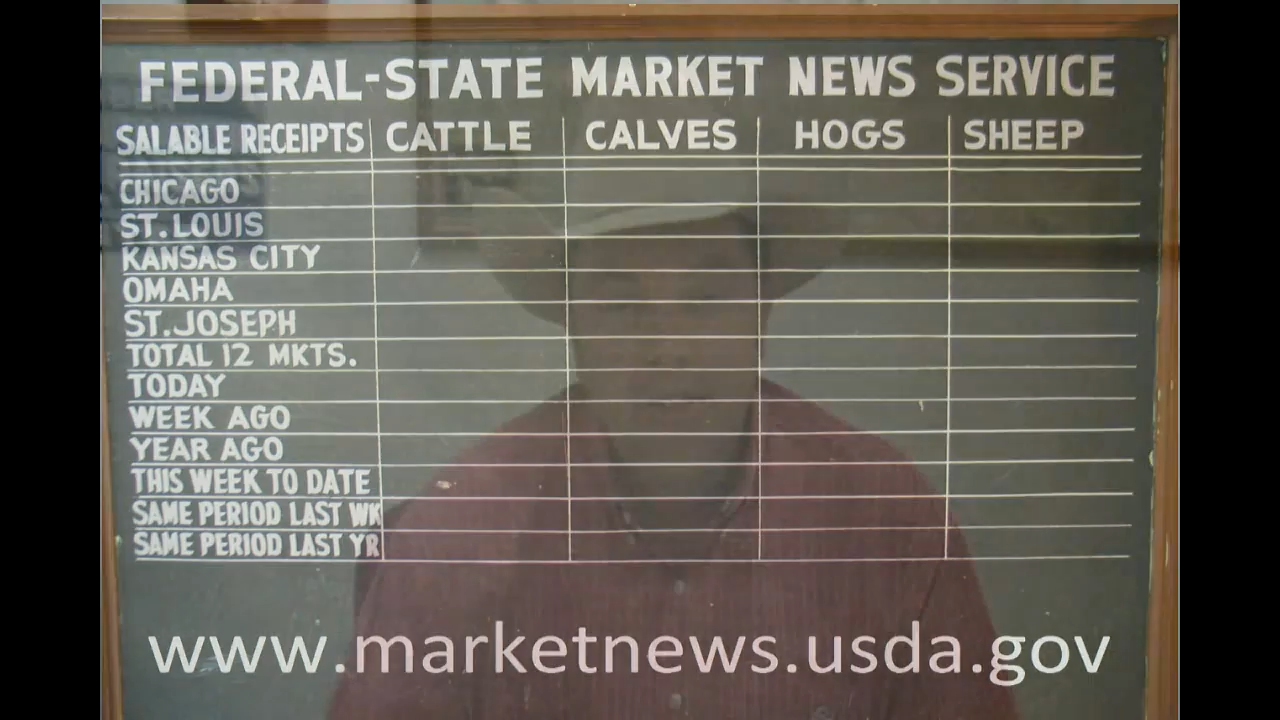 FEDERAL-STATE MARKET NEWS SERVICE
SALABLE RECEIPTS CATTLE CALVES HOGS SHEEP
CHICAGO
ST. LOUIS
KANSAS CITY
OMAHA
ST. JOSEPH
TOTAL 12 MKTS.
TODAY
WEEK AGO
YEAR AGO
THIS WEEK TO DATE
SAME PERIOD LAST WK
SAME PERIOD LAST YR
www.marketnews.usda.gov